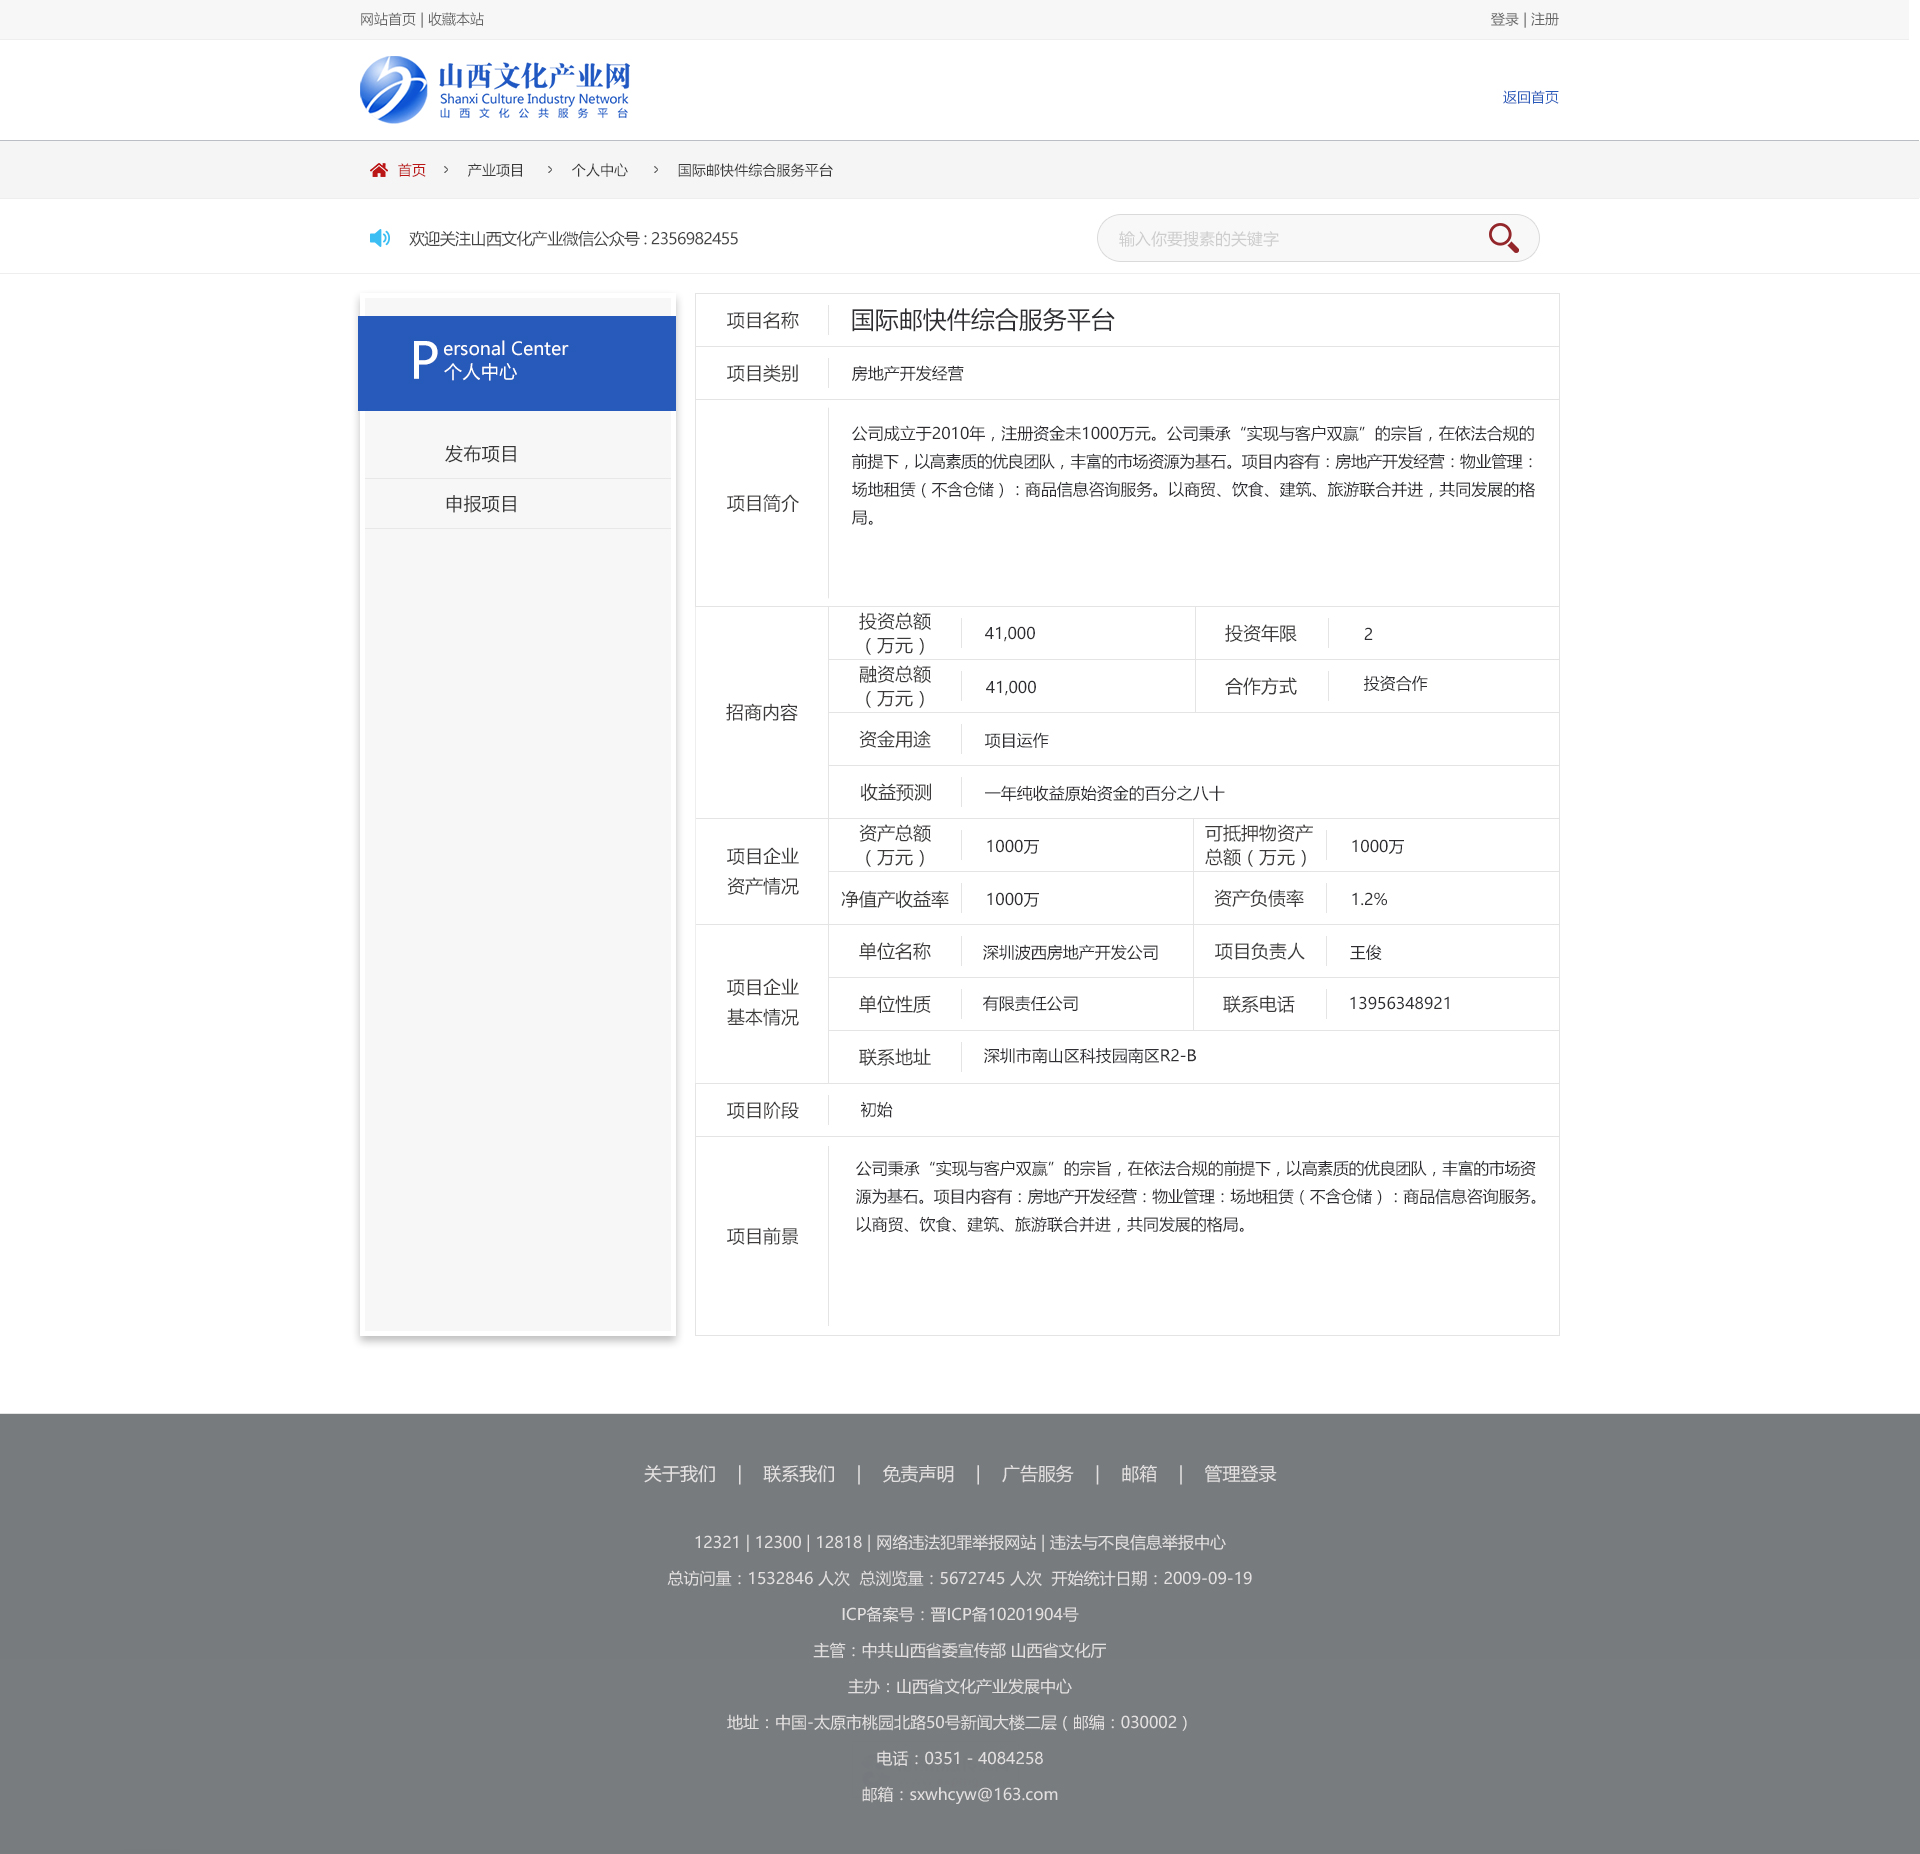 网站首页 | 收藏本站
登录 | 注册
山西文化产业网
Shanxi Culture Industry Network
山西文化公共服务平台
返回首页
首页 > 产业项目 > 个人中心 > 国际邮快件综合服务平台
欢迎关注山西文化产业微信公众号 : 2356982455
输入你要搜素的关键字
Personal Center
个人中心
发布项目
申报项目
项目名称 国际邮快件综合服务平台
项目类别 房地产开发经营
项目简介
公司成立于2010年，注册资金未1000万元。公司秉承“实现与客户双赢”的宗旨，在依法合规的
前提下，以高素质的优良团队，丰富的市场资源为基石。项目内容有：房地产开发经营：物业管理：
场地租赁（不含仓储）：商品信息咨询服务。以商贸、饮食、建筑、旅游联合并进，共同发展的格
局。
招商内容
投资总额
（万元）
41,000
投资年限
2
融资总额
（万元）
41,000
合作方式
投资合作
资金用途 项目运作
收益预测 一年纯收益原始资金的百分之八十
项目企业
资产情况
资产总额
（万元）
1000万
可抵押物资产
总额（万元）
1000万
净值产收益率 1000万
资产负债率 1.2%
项目企业
基本情况
单位名称 深圳波西房地产开发公司
项目负责人 王俊
单位性质 有限责任公司
联系电话 13956348921
联系地址 深圳市南山区科技园南区R2-B
项目阶段 初始
项目前景
公司秉承“实现与客户双赢”的宗旨，在依法合规的前提下，以高素质的优良团队，丰富的市场资
源为基石。项目内容有：房地产开发经营：物业管理：场地租赁（不含仓储）：商品信息咨询服务。
以商贸、饮食、建筑、旅游联合并进，共同发展的格局。
关于我们 | 联系我们 | 免责声明 | 广告服务 | 邮箱 | 管理登录
12321 | 12300 | 12818 | 网络违法犯罪举报网站 | 违法与不良信息举报中心
总访问量：1532846 人次 总浏览量：5672745 人次 开始统计日期：2009-09-19
ICP备案号：晋ICP备10201904号
主管：中共山西省委宣传部 山西省文化厅
主办：山西省文化产业发展中心
地址：中国-太原市桃园北路50号新闻大楼二层（邮编：030002）
电话：0351 - 4084258
邮箱：sxwhcyw@163.com